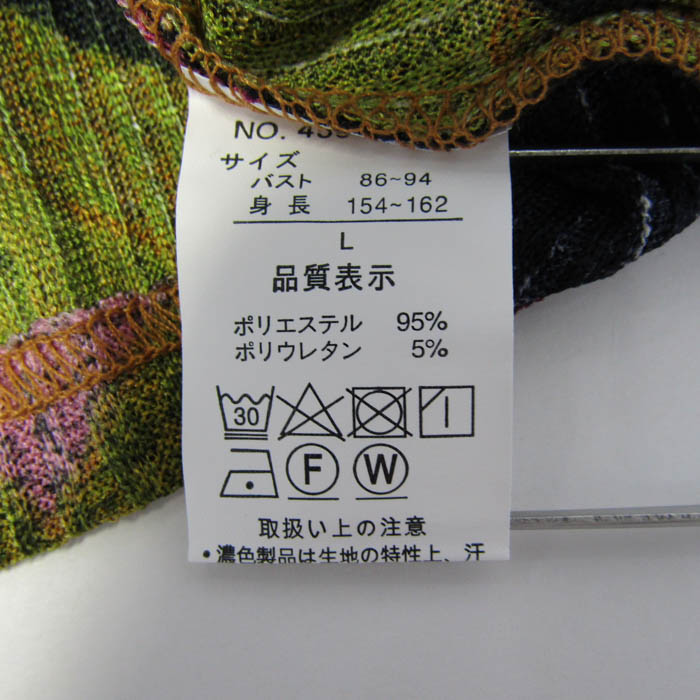 NO.
サイズ
バスト 86~94
身長 154~162
L
品質表示
ポリエステル 95%
ポリウレタン 5%
30
F W
取扱い上の注意
・濃色製品は生地の特性上、汗